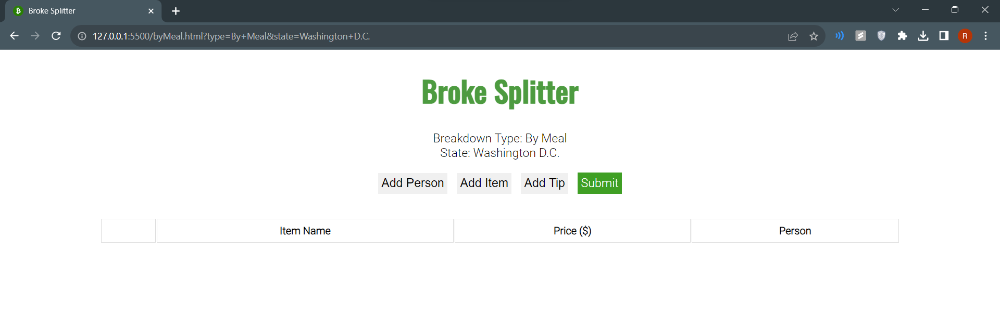 Broke Splitter
127.0.0.1:5500/byMeal.html?type=By+Meal&state=Washington+D.C.
R
Broke Splitter
Breakdown Type: By Meal
State: Washington D.C.
Add Person Add Item Add Tip Submit
Item Name Price ($) Person